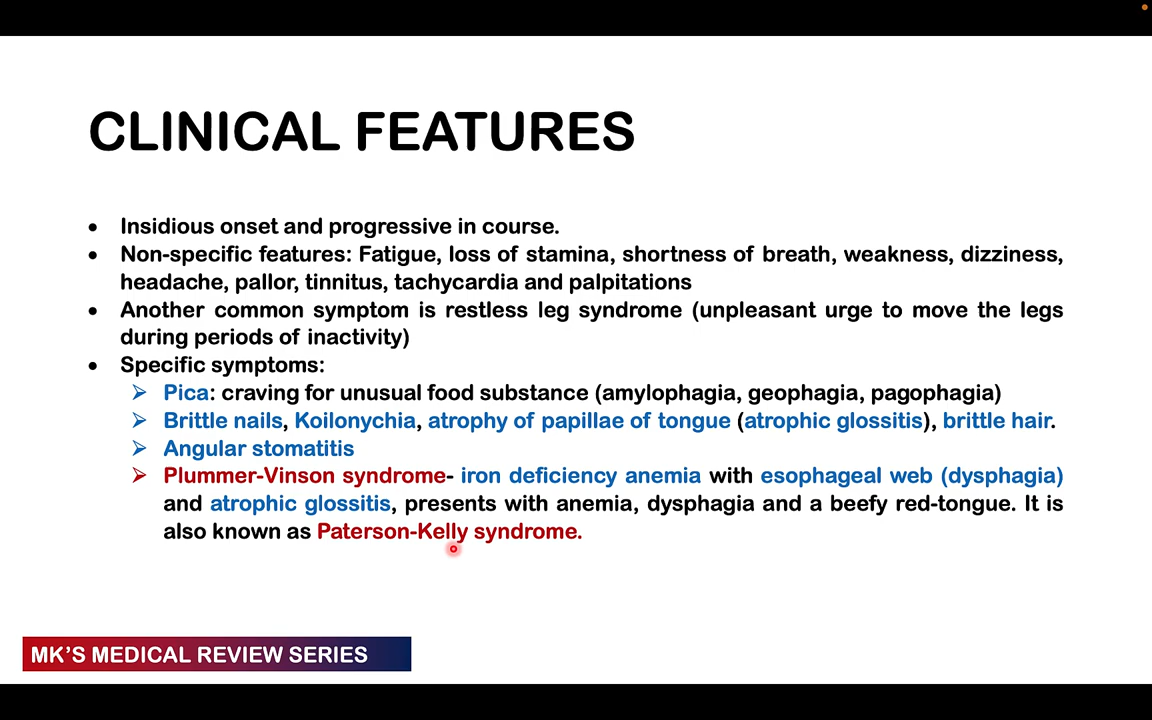 CLINICAL FEATURES
• Insidious onset and progressive in course.
• Non-specific features: Fatigue, loss of stamina, shortness of breath, weakness, dizziness,
headache, pallor, tinnitus, tachycardia and palpitations
• Another common symptom is restless leg syndrome (unpleasant urge to move the legs
during periods of inactivity)
• Specific symptoms:
➢ Pica: craving for unusual food substance (amylophagia, geophagia, pagophagia)
➢ Brittle nails, Koilonychia, atrophy of papillae of tongue (atrophic glossitis), brittle hair.
➢ Angular stomatitis
➢ Plummer-Vinson syndrome- iron deficiency anemia with esophageal web (dysphagia)
and atrophic glossitis, presents with anemia, dysphagia and a beefy red-tongue. It is
also known as Paterson-Kelly syndrome.
MK'S MEDICAL REVIEW SERIES